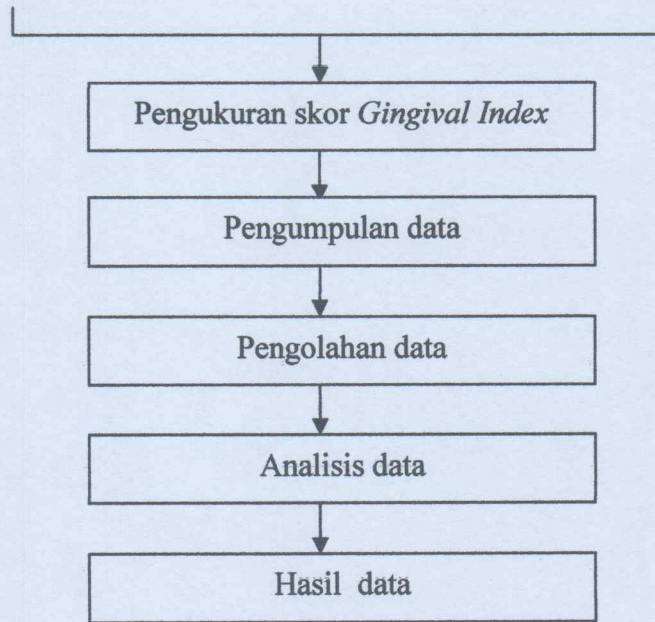 Pengukuran skor Gingival Index
Pengumpulan data
Pengolahan data
Analisis data
Hasil data